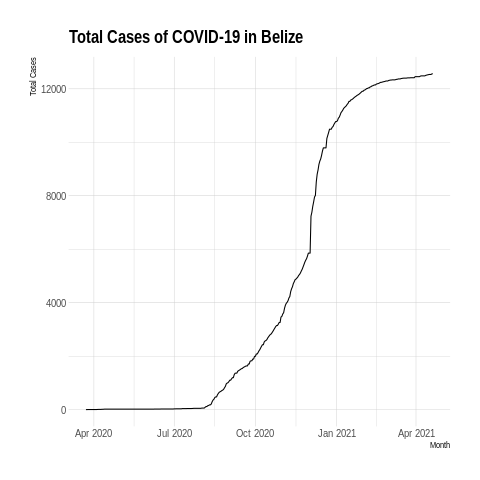 Total Cases of COVID-19 in Belize
Total Cases
12000
8000
4000
0
Apr 2020 Jul 2020 Oct 2020 Jan 2021 Apr 2021
Month